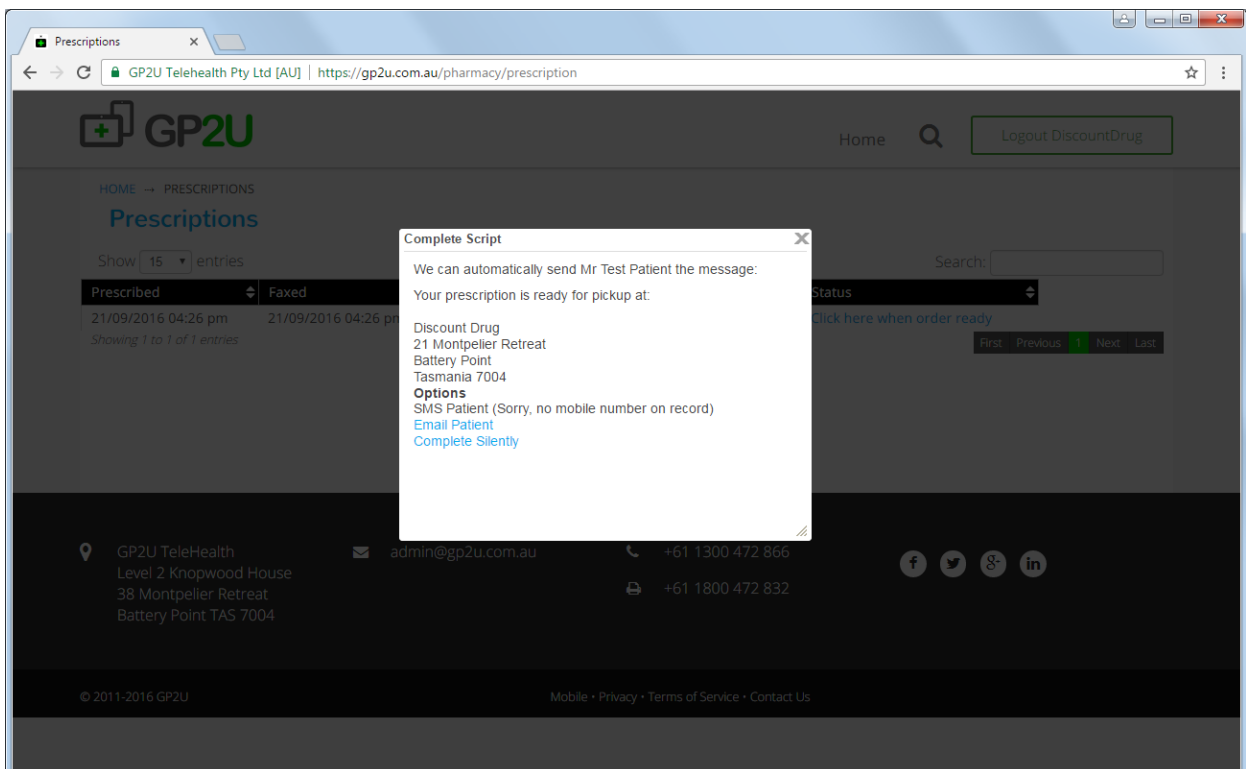 Prescriptions
GP2U Telehealth Pty Ltd [AU] | https://gp2u.com.au/pharmacy/prescription
GP2U
Home
Logout DiscountDrug
HOME → PRESCRIPTIONS
Prescriptions
Show 15 entries
Search:
Prescribed Faxed Status
21/09/2016 04:26 pm 21/09/2016 04:26 pm Click here when order ready
Showing 1 to 1 of 1 entries
First Previous 1 Next Last
Complete Script
We can automatically send Mr Test Patient the message:
Your prescription is ready for pickup at:
Discount Drug
21 Montpelier Retreat
Battery Point
Tasmania 7004
Options
SMS Patient (Sorry, no mobile number on record)
Email Patient
Complete Silently
GP2U TeleHealth
Level 2 Knopwood House
38 Montpelier Retreat
Battery Point TAS 7004
admin@gp2u.com.au
+61 1300 472 866
+61 1800 472 832
© 2011-2016 GP2U
Mobile • Privacy • Terms of Service • Contact Us